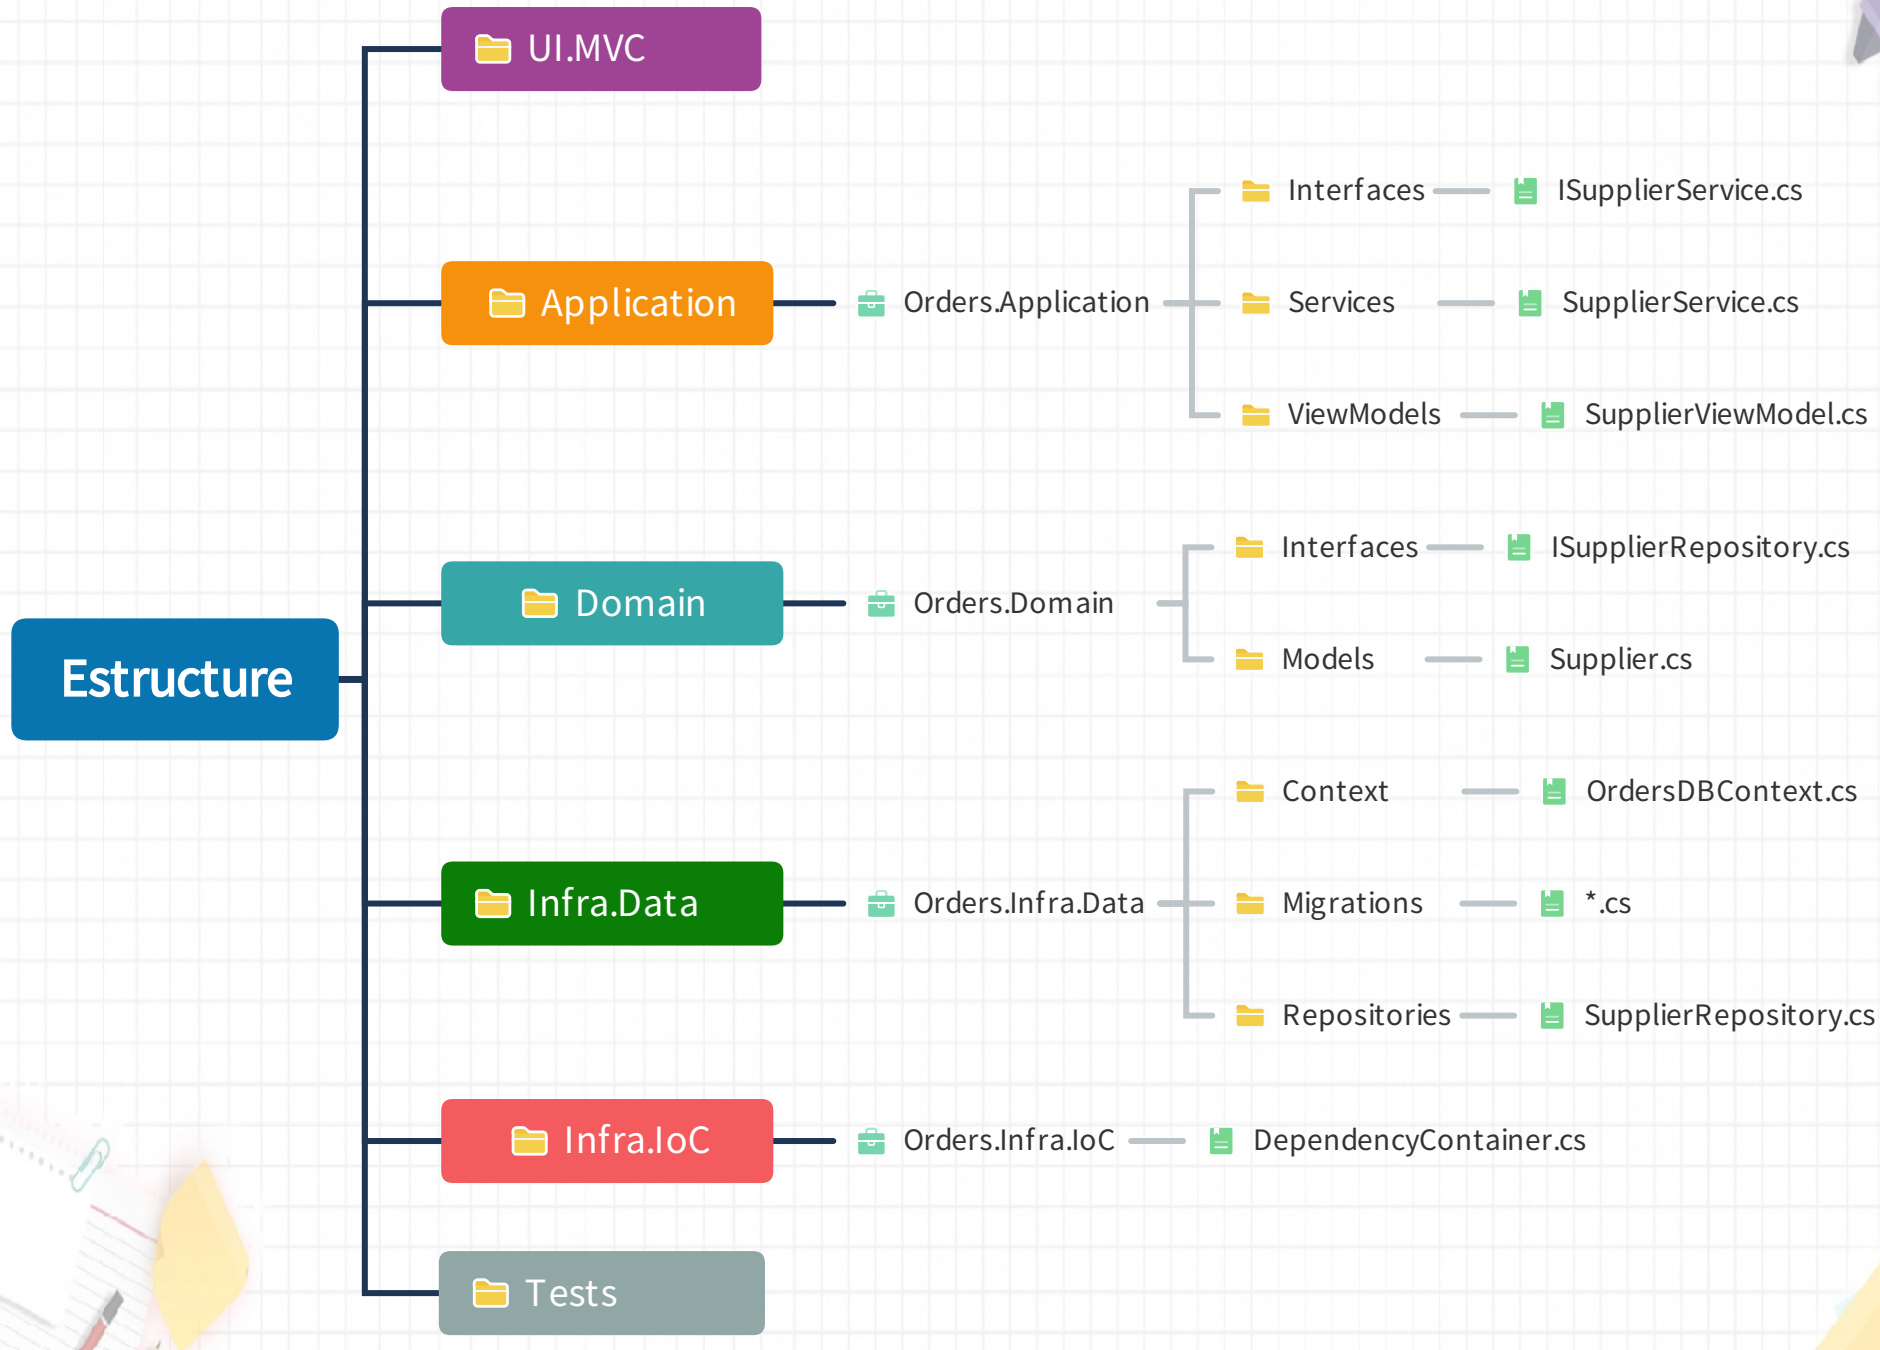 Estructure
UI.MVC
Application
Orders.Application
Interfaces
ISupplierService.cs
Services
SupplierService.cs
ViewModels
SupplierViewModel.cs
Domain
Orders.Domain
Interfaces
ISupplierRepository.cs
Models
Supplier.cs
Infra.Data
Orders.Infra.Data
Context
OrdersDBContext.cs
Migrations
*.cs
Repositories
SupplierRepository.cs
Infra.IoC
Orders.Infra.IoC
DependencyContainer.cs
Tests